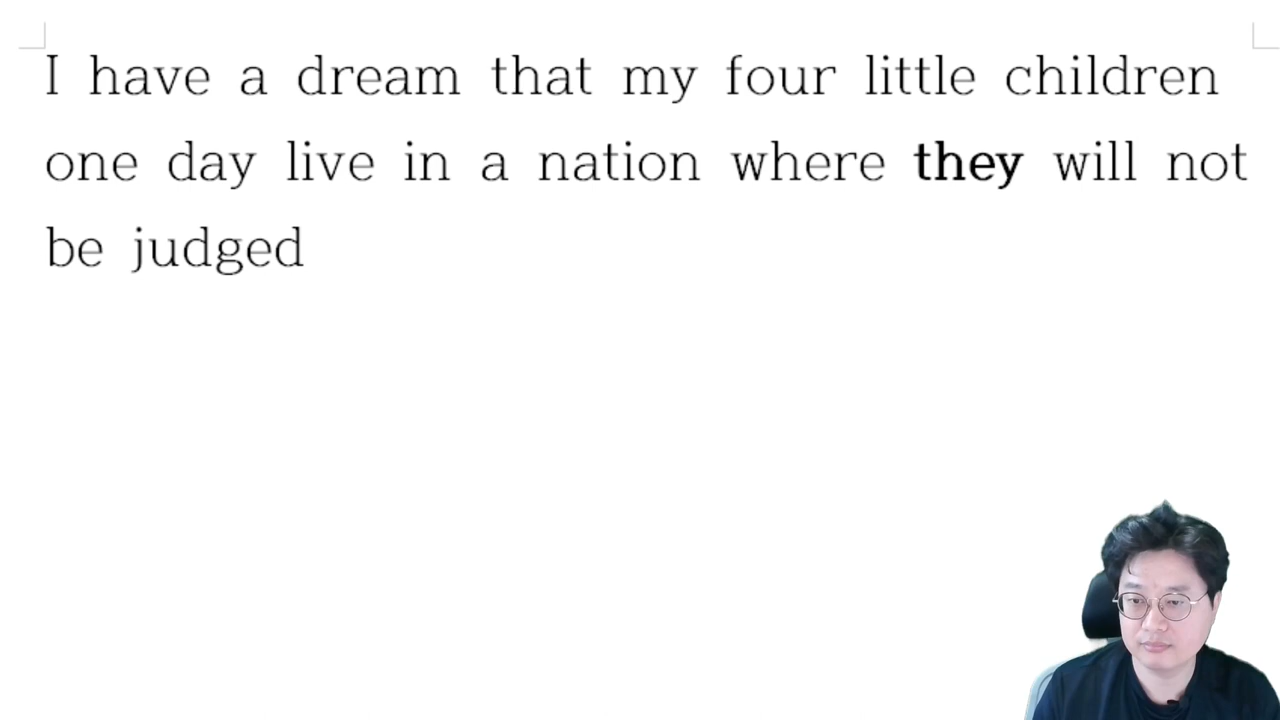 I have a dream that my four little children
one day live in a nation where they will not
be judged